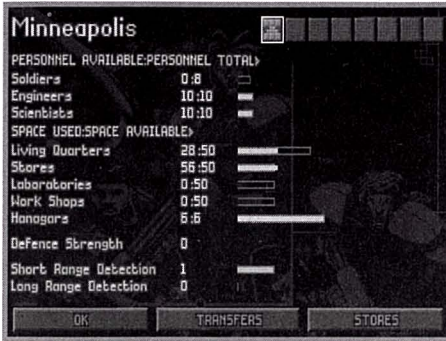 Minneapolis
PERSONNEL AVAILABLE:PERSONNEL TOTAL>
Soldiers 0:8
Engineers 10:10
Scientists 10:10
SPACE USED:SPACE AVAILABLE>
Living Quarters 28:50
Stores 56:50
Laboratories 0:50
Work Shops 0:50
Hanagars 6:6
Defence Strength 0
Short Range Detection 1
Long Range Detection 0
OK TRANSFERS STORES